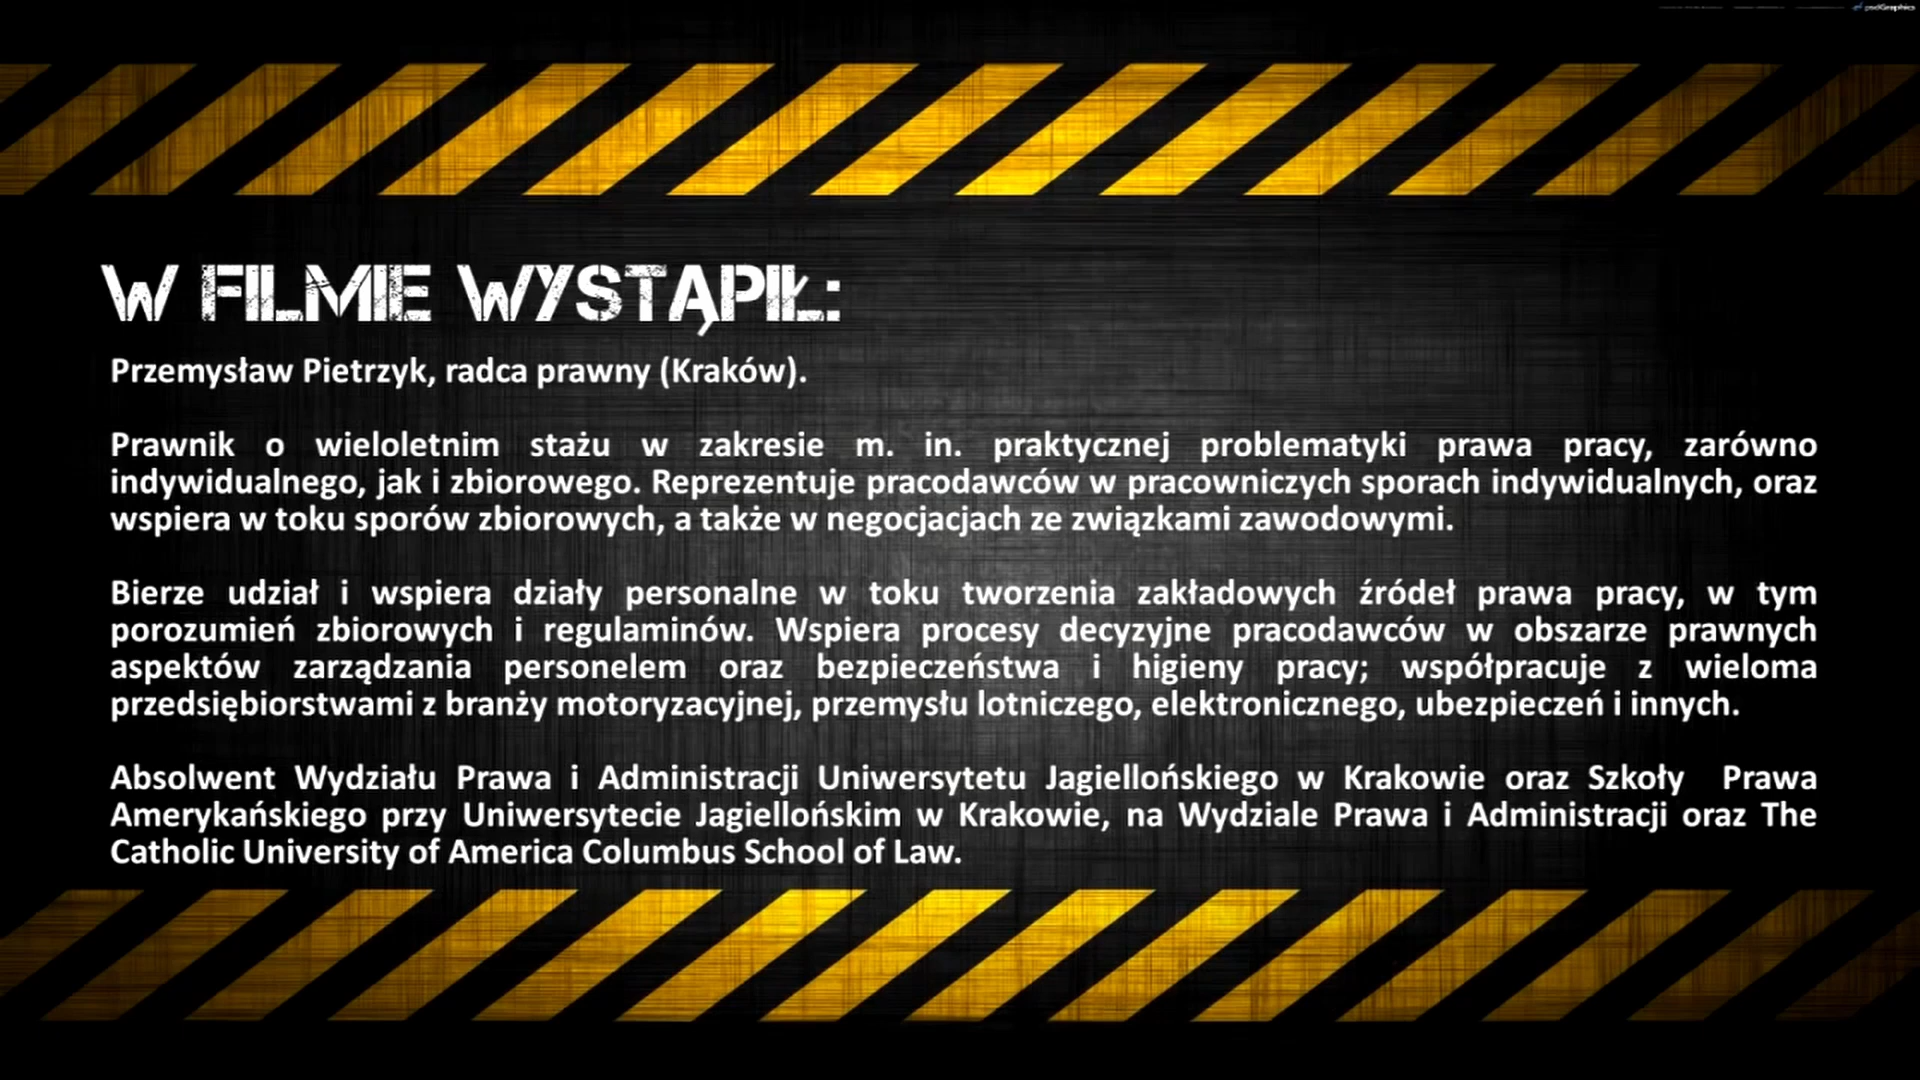 psdGraphics
W FILMIE WYSTĄPIŁ:
Przemysław Pietrzyk, radca prawny (Kraków).
Prawnik o wieloletnim stażu w zakresie m. in. praktycznej problematyki prawa pracy, zarówno
indywidualnego, jak i zbiorowego. Reprezentuje pracodawców w pracowniczych sporach indywidualnych, oraz
wspiera w toku sporów zbiorowych, a także w negocjacjach ze związkami zawodowymi.
Bierze udział i wspiera działy personalne w toku tworzenia zakładowych źródeł prawa pracy, w tym
porozumień zbiorowych i regulaminów. Wspiera procesy decyzyjne pracodawców w obszarze prawnych
aspektów zarządzania personelem oraz bezpieczeństwa i higieny pracy; współpracuje z wieloma
przedsiębiorstwami z branży motoryzacyjnej, przemysłu lotniczego, elektronicznego, ubezpieczeń i innych.
Absolwent Wydziału Prawa i Administracji Uniwersytetu Jagiellońskiego w Krakowie oraz Szkoły Prawa
Amerykańskiego przy Uniwersytecie Jagiellońskim w Krakowie, na Wydziale Prawa i Administracji oraz The
Catholic University of America Columbus School of Law.